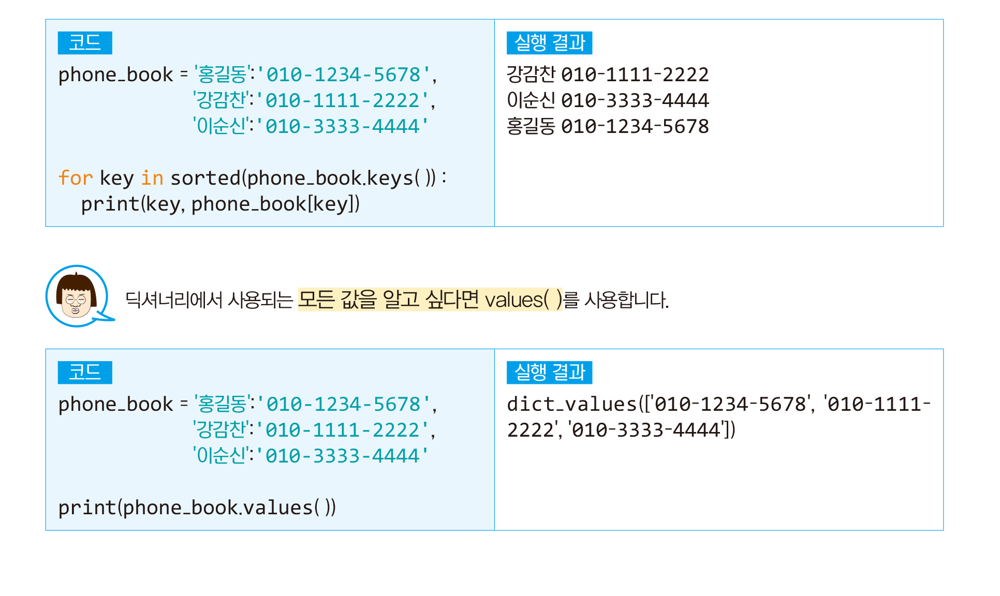 코드
phone_book = '홍길동':'010-1234-5678',
'강감찬':'010-1111-2222',
'이순신':'010-3333-4444'
for key in sorted(phone_book.keys( )) :
print(key, phone_book[key])
실행 결과
강감찬 010-1111-2222
이순신 010-3333-4444
홍길동 010-1234-5678
딕셔너리에서 사용되는 모든 값을 알고 싶다면 values( )를 사용합니다.
코드
phone_book = '홍길동':'010-1234-5678',
'강감찬':'010-1111-2222',
'이순신':'010-3333-4444'
print(phone_book.values( ))
실행 결과
dict_values(['010-1234-5678', '010-1111-
2222', '010-3333-4444'])